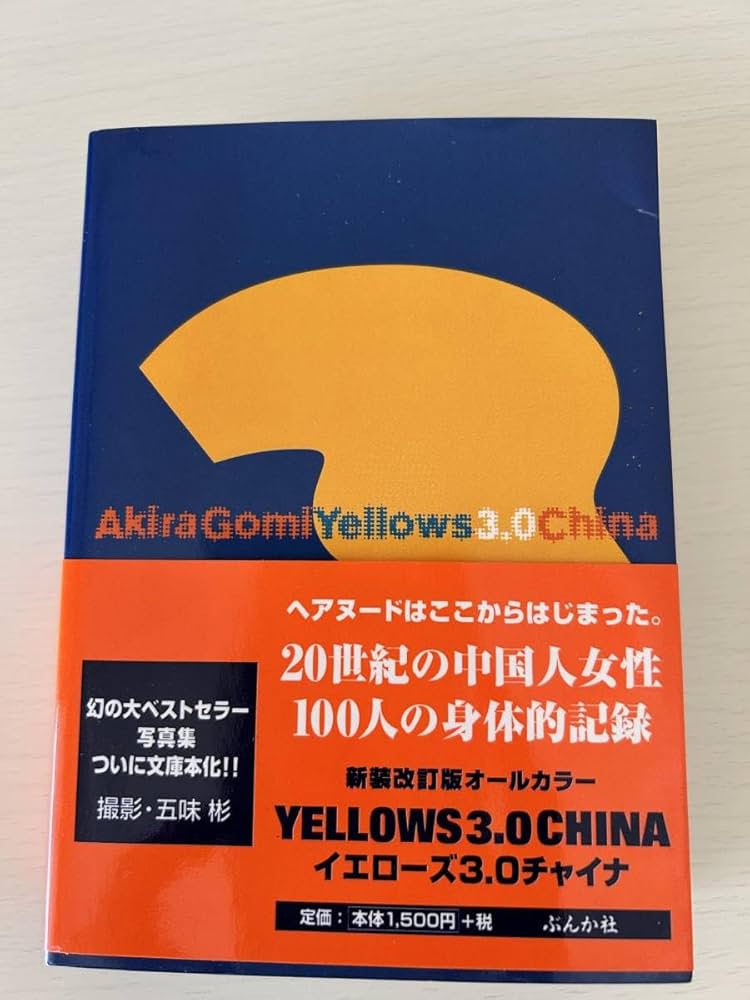 AkiraGomiYellows3.0China
ヘアヌードはここからはじまった。
20世紀の中国人女性
100人の身体的記録
幻の大ベストセラー
写真集
ついに文庫本化!!
撮影・五味 彬
新装改訂版オールカラー
YELLOWS3.0CHINA
イエローズ3.0チャイナ
定価：本体1,500円+税 ぶんか社